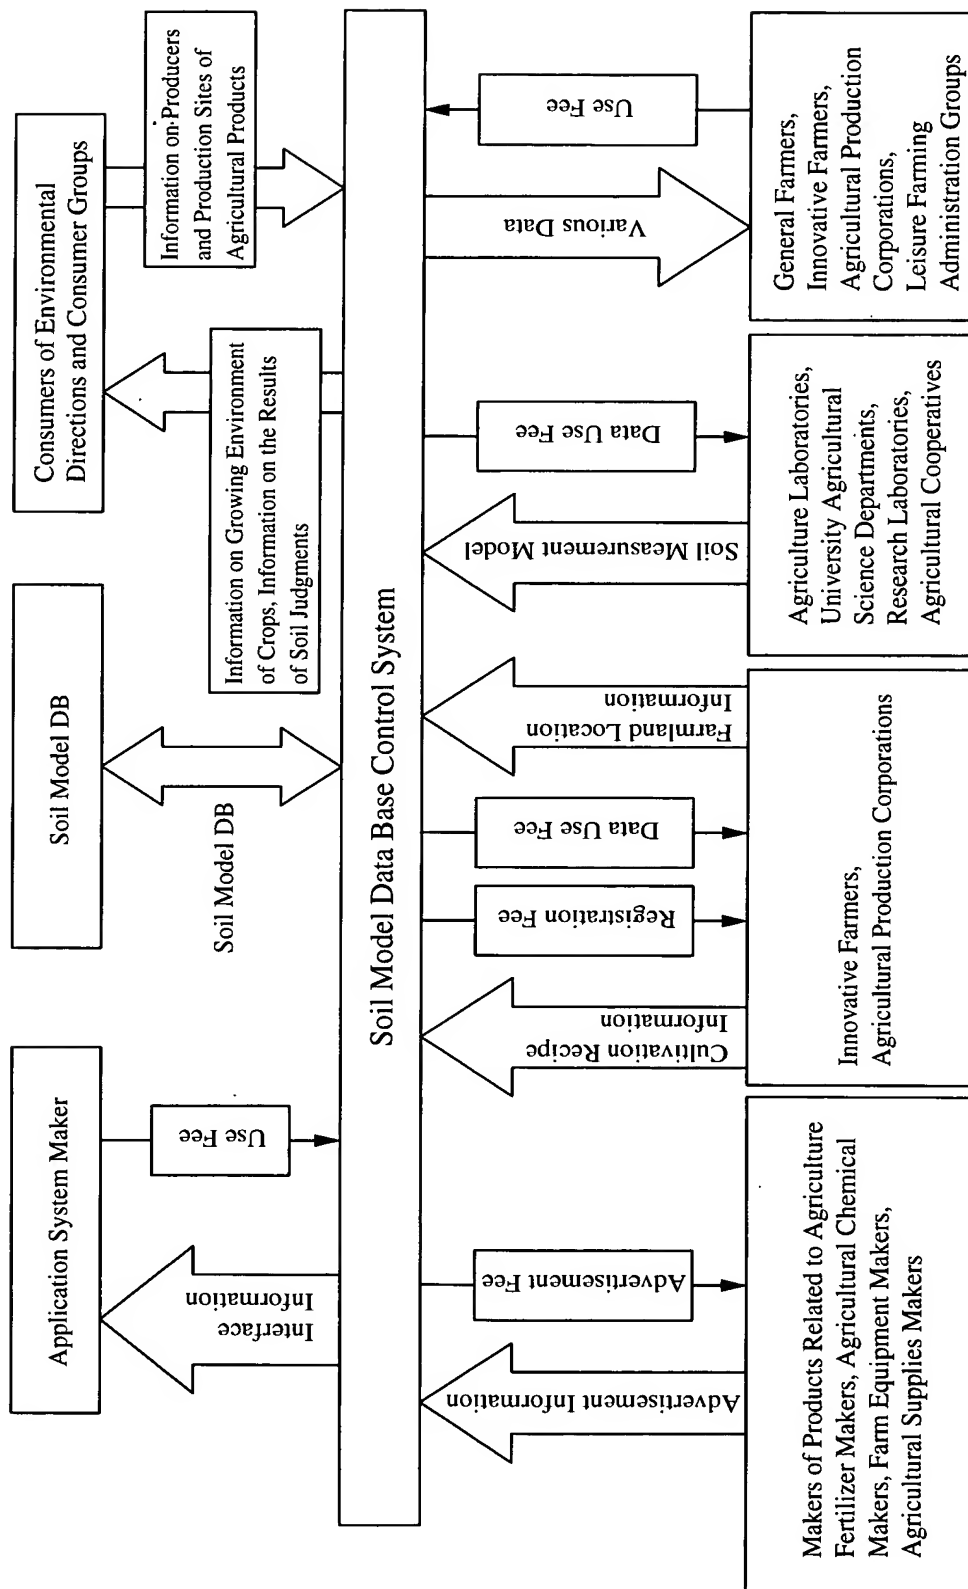 Application System Maker
Soil Model DB
Consumers of Environmental
Directions and Consumer Groups
Interface
Information
Use Fee
Soil Model DB
Information on Growing Environment
of Crops, Information on the Results
of Soil Judgments
Information on Producers
and Production Sites of
Agricultural Products
Soil Model Data Base Control System
Advertisement Information
Advertisement Fee
Cultivation Recipe
Information
Registration Fee
Data Use Fee
Farmland Location
Information
Soil Measurement Model
Data Use Fee
Various Data
Use Fee
Makers of Products Related to Agriculture
Fertilizer Makers, Agricultural Chemical
Makers, Farm Equipment Makers,
Agricultural Supplies Makers
Innovative Farmers,
Agricultural Production Corporations
Agriculture Laboratories,
University Agricultural
Science Departments,
Research Laboratories,
Agricultural Cooperatives
General Farmers,
Innovative Farmers,
Agricultural Production
Corporations,
Leisure Farming
Administration Groups